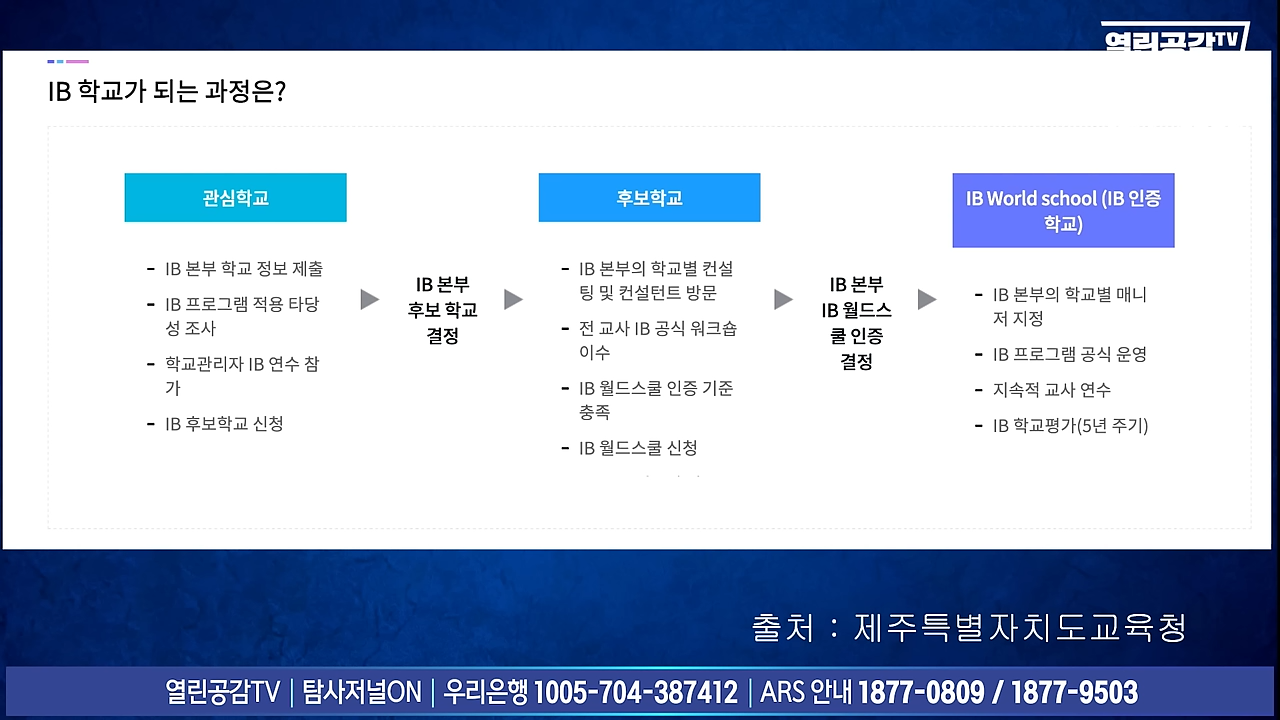 열린공감TV
IB 학교가 되는 과정은?
관심학교
- IB 본부 학교 정보 제출
- IB 프로그램 적용 타당
성 조사
- 학교관리자 IB 연수 참
가
- IB 후보학교 신청
IB 본부
후보 학교
결정
후보학교
- IB 본부의 학교별 컨설
팅 및 컨설턴트 방문
- 전 교사 IB 공식 워크숍
이수
- IB 월드스쿨 인증 기준
충족
- IB 월드스쿨 신청
IB 본부
IB 월드스
쿨 인증
결정
IB World school (IB 인증
학교)
- IB 본부의 학교별 매니
저 지정
- IB 프로그램 공식 운영
- 지속적 교사 연수
- IB 학교평가(5년 주기)
출처 : 제주특별자치도교육청
열린공감TV | 탐사저널ON | 우리은행 1005-704-387412 | ARS 안내 1877-0809 / 1877-9503